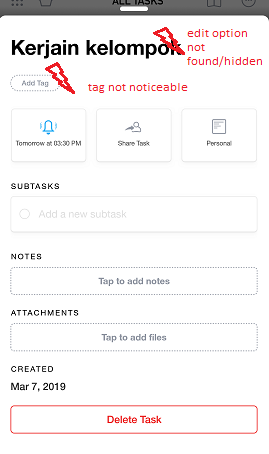 ALL TASKS
Kerjain kelompok
edit option
not
found/hidden
Add Tag
tag not noticeable
Tomorrow at 03:30 PM
Share Task
Personal
SUBTASKS
Add a new subtask
NOTES
Tap to add notes
ATTACHMENTS
Tap to add files
CREATED
Mar 7, 2019
Delete Task